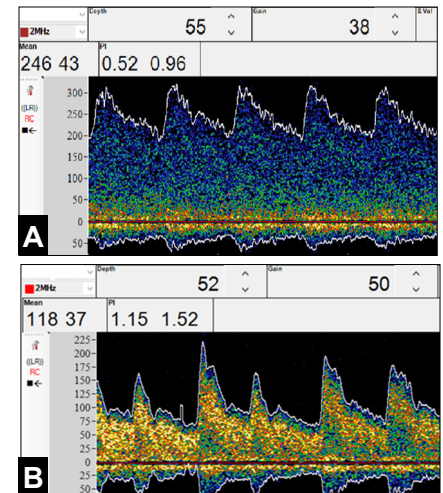 Depth Gain S.Vol
2MHz 55 38
Mean PI
246 43 0.52 0.96
((LR))
RC
300
250
200
150
100
50
0
50
A
Depth Gain
2MHz 52 50
Mean PI
118 37 1.15 1.52
((LR))
RC
225
200
175
150
125
100
75
50
25
0
25
50
B